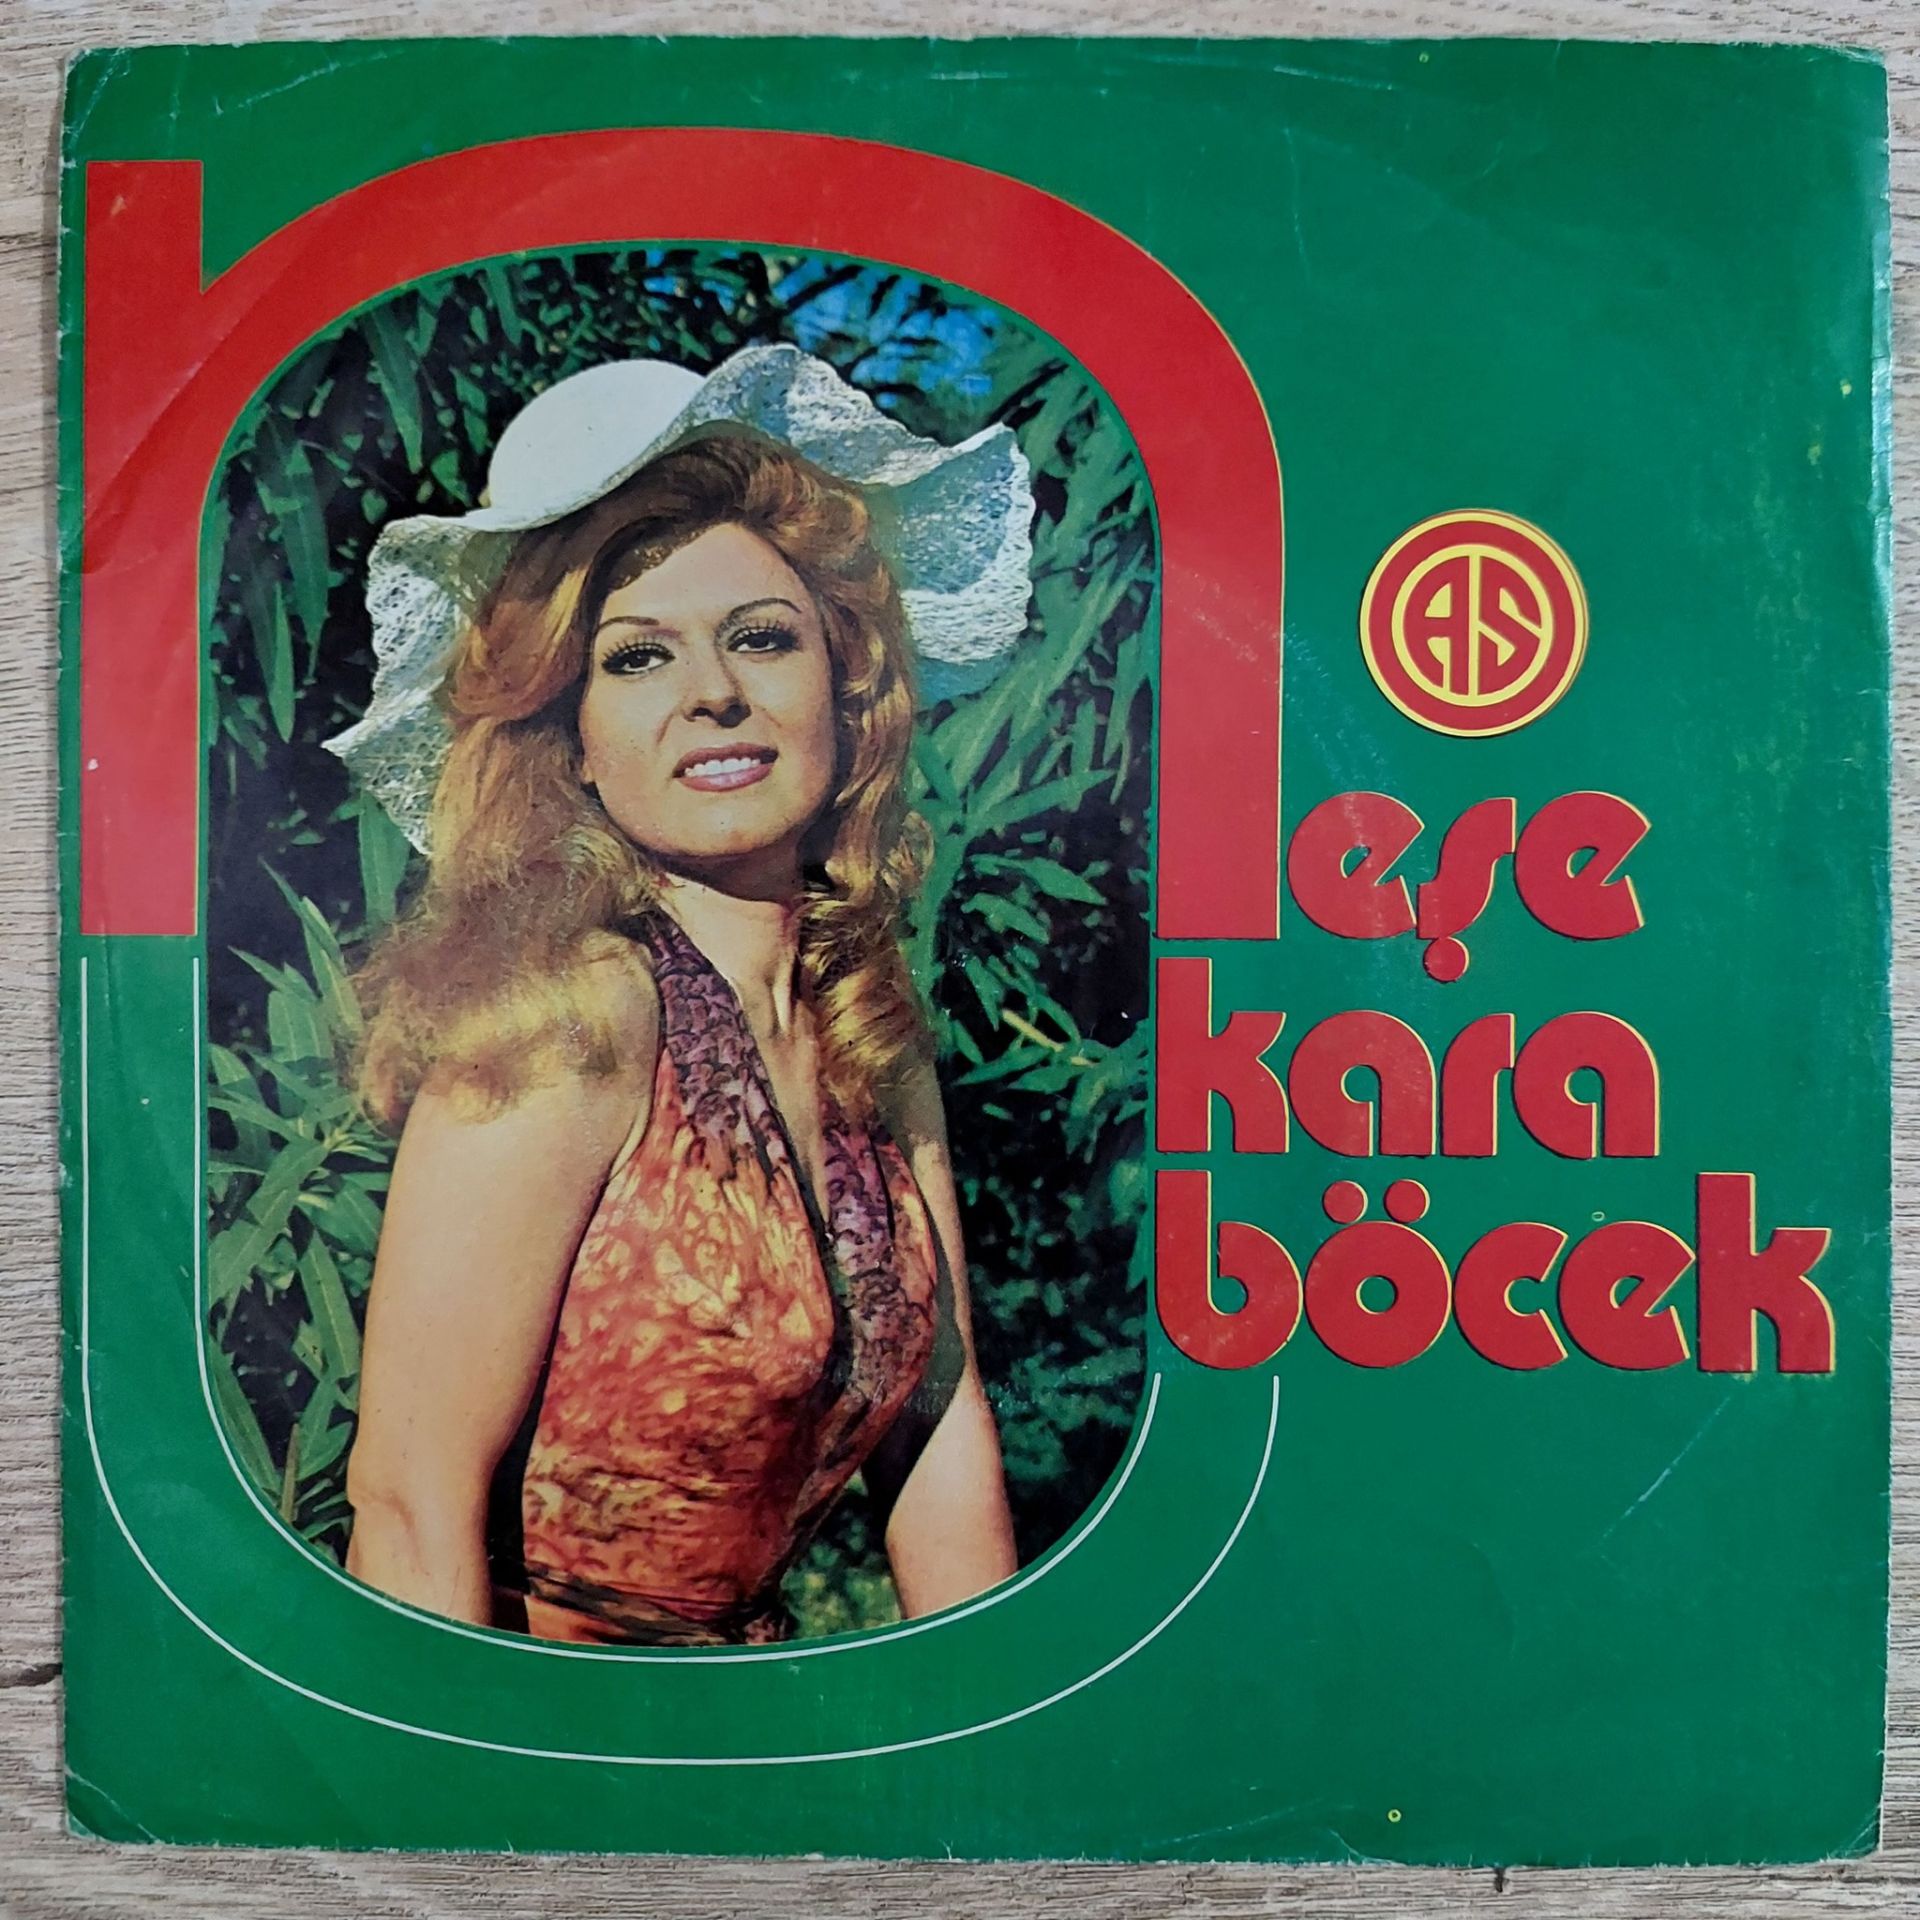 AS
neşe
kara
böcek